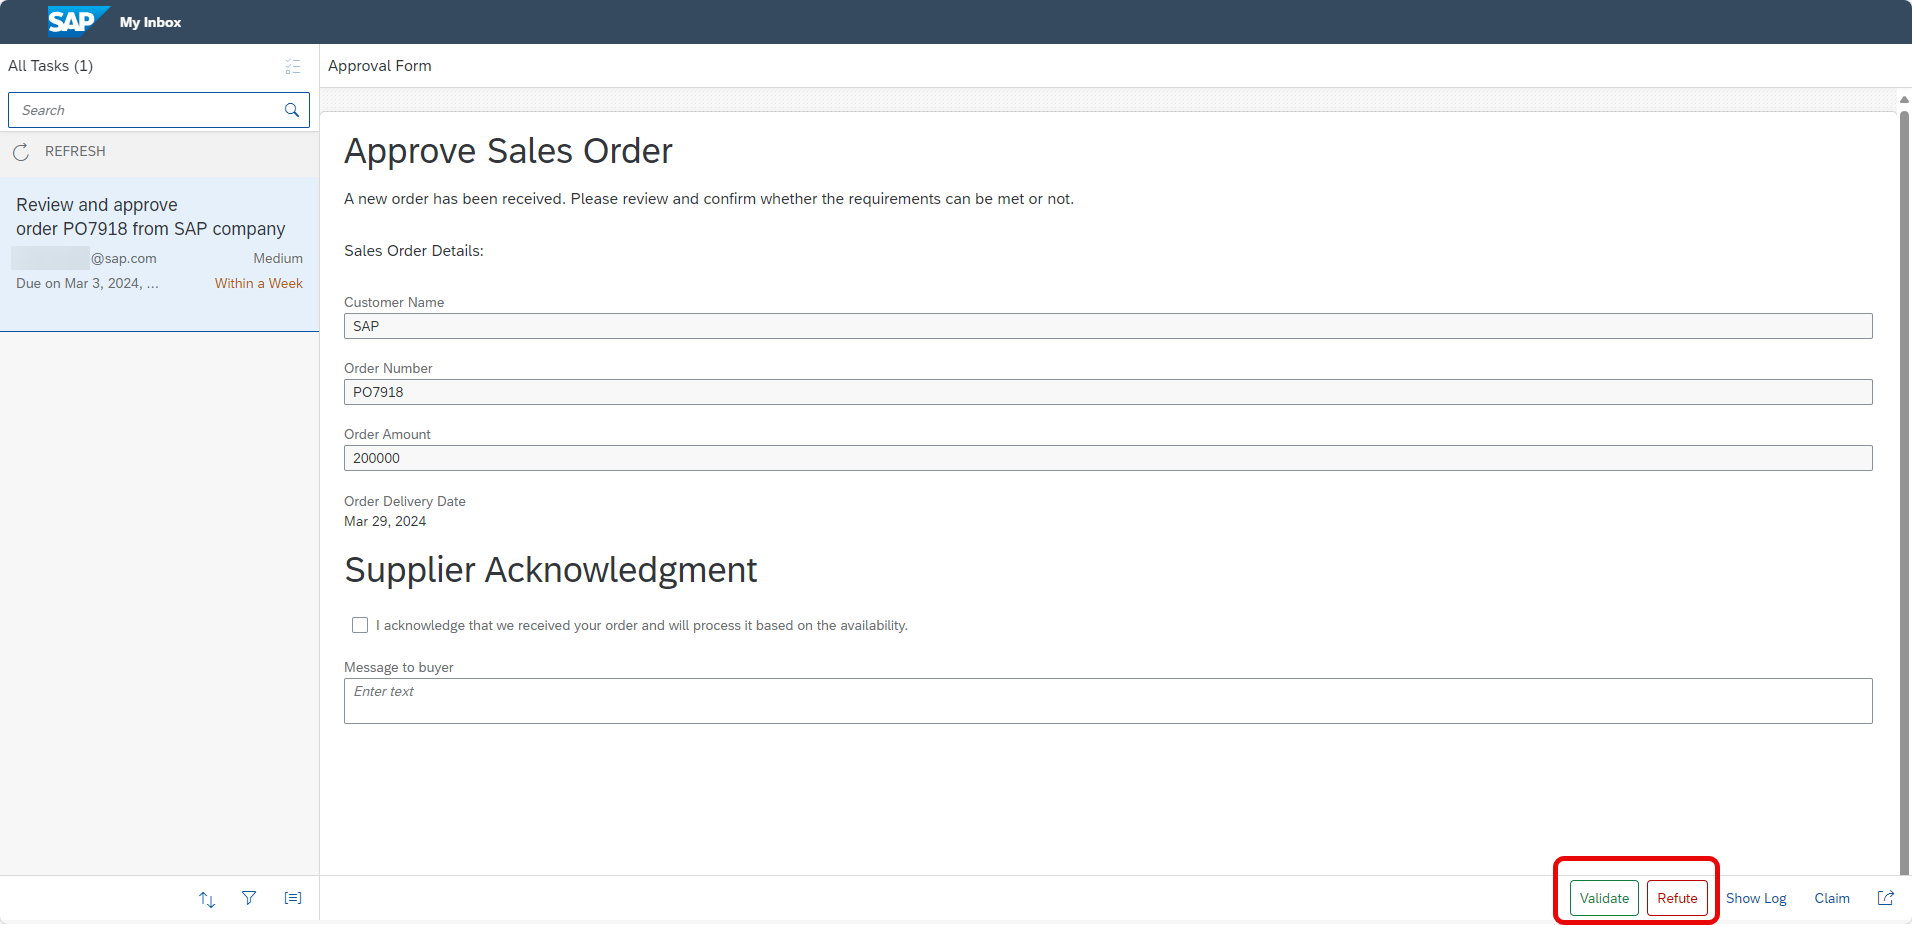 SAP My Inbox
All Tasks (1)
Search
REFRESH
Review and approve
order PO7918 from SAP company
@sap.com Medium
Due on Mar 3, 2024, ... Within a Week
Approval Form
Approve Sales Order
A new order has been received. Please review and confirm whether the requirements can be met or not.
Sales Order Details:
Customer Name
SAP
Order Number
PO7918
Order Amount
200000
Order Delivery Date
Mar 29, 2024
Supplier Acknowledgment
I acknowledge that we received your order and will process it based on the availability.
Message to buyer
Enter text
Validate Refute Show Log Claim